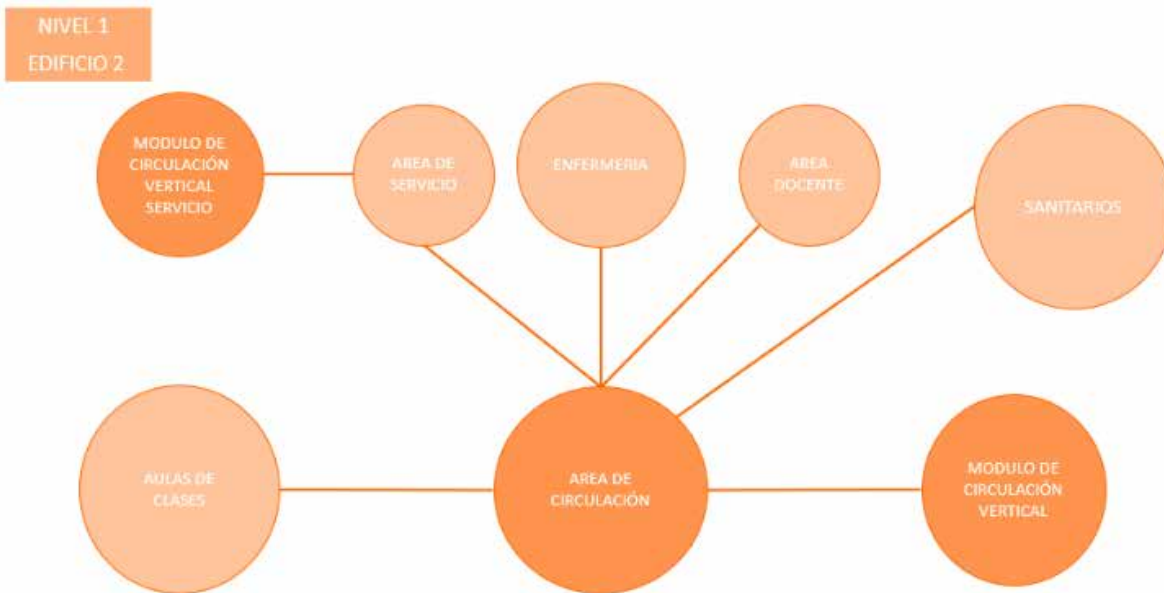 NIVEL 1
EDIFICIO 2
MODULO DE
CIRCULACIÓN
VERTICAL
SERVICIO
AREA DE
SERVICIO
ENFERMERIA
AREA
DOCENTE
SANITARIOS
AULAS DE
CLASES
AREA DE
CIRCULACIÓN
MODULO DE
CIRCULACIÓN
VERTICAL